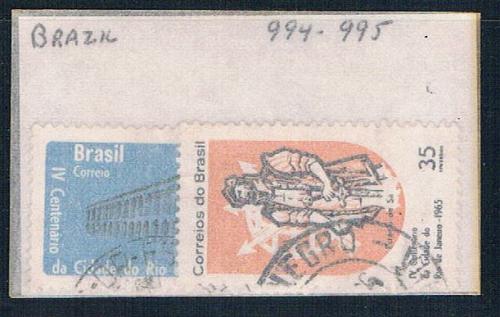 BRAZIL 994-995
Brasil
Correio
IV Centenário
da Cidade do Rio
Correios do Brasil
35
IV Centenário
da Cidade do
Rio de Janeiro - 1965
NEGRO